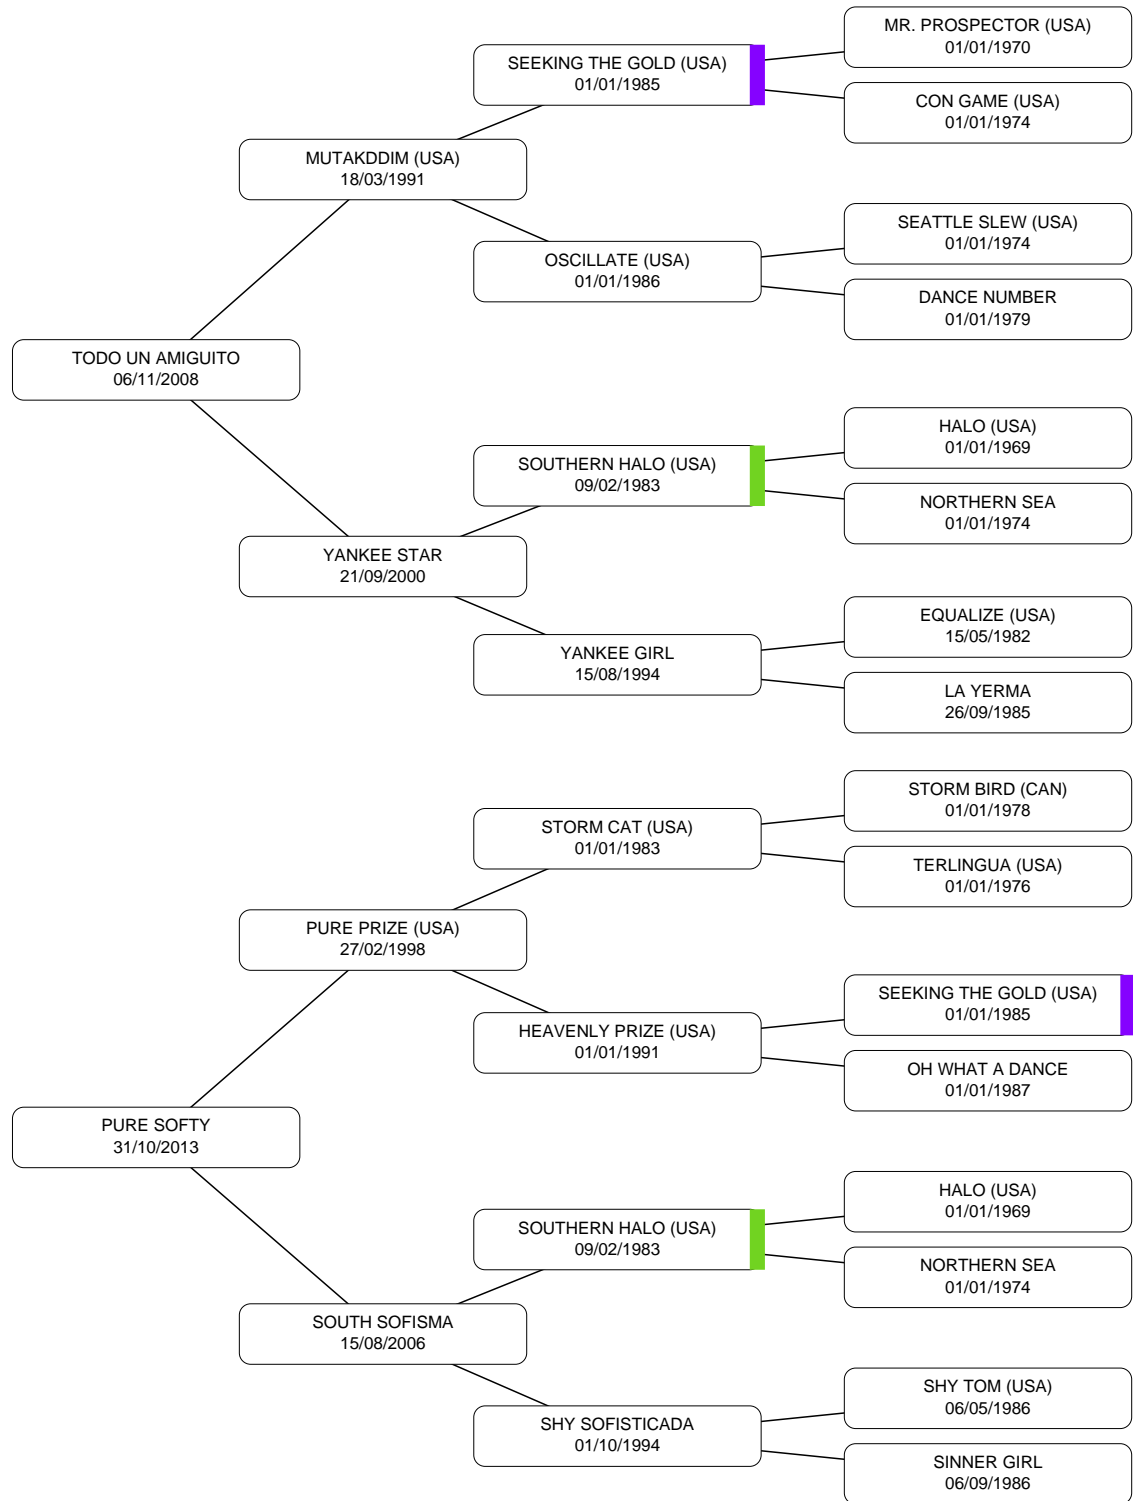 MR. PROSPECTOR (USA)
01/01/1970
SEEKING THE GOLD (USA)
01/01/1985
CON GAME (USA)
01/01/1974
MUTAKDDIM (USA)
18/03/1991
SEATTLE SLEW (USA)
01/01/1974
OSCILLATE (USA)
01/01/1986
DANCE NUMBER
01/01/1979
TODO UN AMIGUITO
06/11/2008
HALO (USA)
01/01/1969
SOUTHERN HALO (USA)
09/02/1983
NORTHERN SEA
01/01/1974
YANKEE STAR
21/09/2000
EQUALIZE (USA)
15/05/1982
YANKEE GIRL
15/08/1994
LA YERMA
26/09/1985
STORM BIRD (CAN)
01/01/1978
STORM CAT (USA)
01/01/1983
TERLINGUA (USA)
01/01/1976
PURE PRIZE (USA)
27/02/1998
SEEKING THE GOLD (USA)
01/01/1985
HEAVENLY PRIZE (USA)
01/01/1991
OH WHAT A DANCE
01/01/1987
PURE SOFTY
31/10/2013
HALO (USA)
01/01/1969
SOUTHERN HALO (USA)
09/02/1983
NORTHERN SEA
01/01/1974
SOUTH SOFISMA
15/08/2006
SHY TOM (USA)
06/05/1986
SHY SOFISTICADA
01/10/1994
SINNER GIRL
06/09/1986